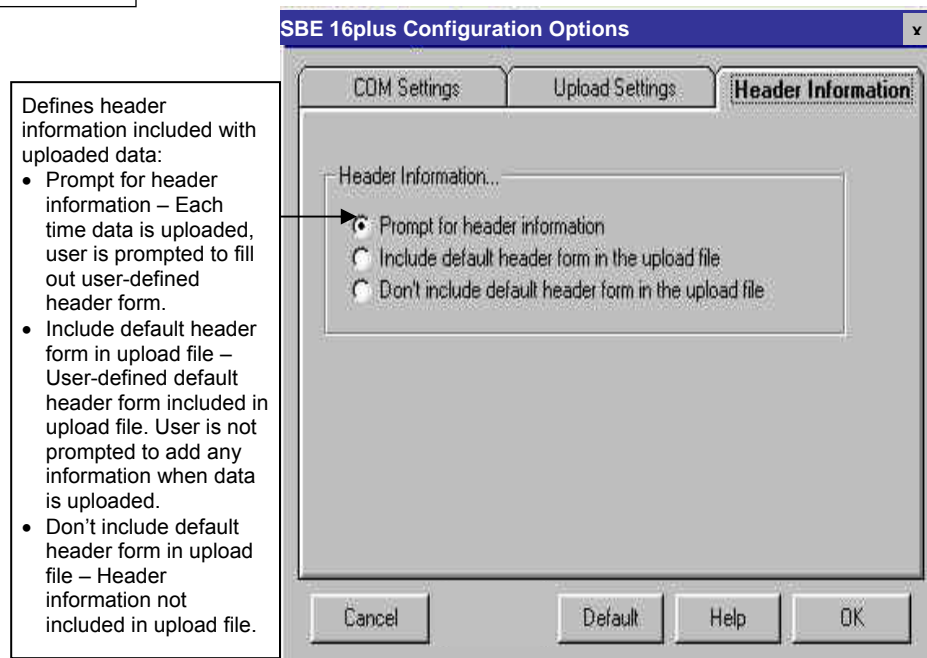 SBE 16plus Configuration Options
x
COM Settings
Upload Settings
Header Information
Defines header
information included with
uploaded data:
• Prompt for header
information – Each
time data is uploaded,
user is prompted to fill
out user-defined
header form.
• Include default header
form in upload file –
User-defined default
header form included in
upload file. User is not
prompted to add any
information when data
is uploaded.
• Don’t include default
header form in upload
file – Header
information not
included in upload file.
Header Information...
Prompt for header information
Include default header form in the upload file
Don't include default header form in the upload file
Cancel
Default
Help
OK